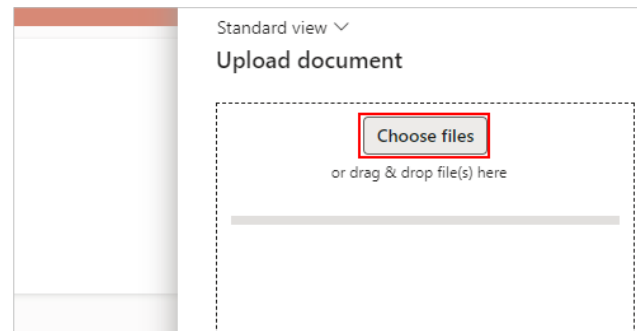 Standard view
Upload document
Choose files
or drag & drop file(s) here